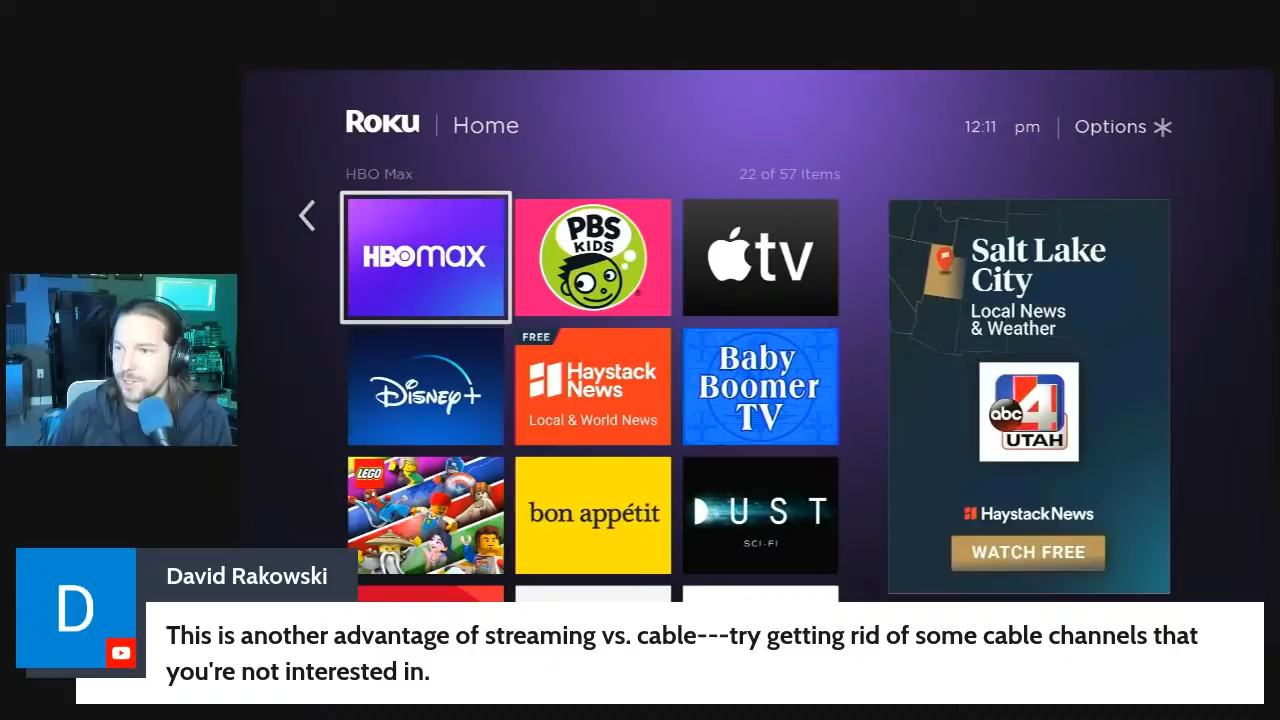 Roku | Home
12:11 pm | Options
HBO Max
22 of 57 Items
HBOMAX
PBS KIDS
tv
Salt Lake
City
Local News
& Weather
abc 4
UTAH
Haystack News
WATCH FREE
Disney+
FREE
Haystack
News
Local & World News
Baby
Boomer
TV
LEGO
bon appétit
DUST
SCI-FI
D
David Rakowski
This is another advantage of streaming vs. cable---try getting rid of some cable channels that
you're not interested in.